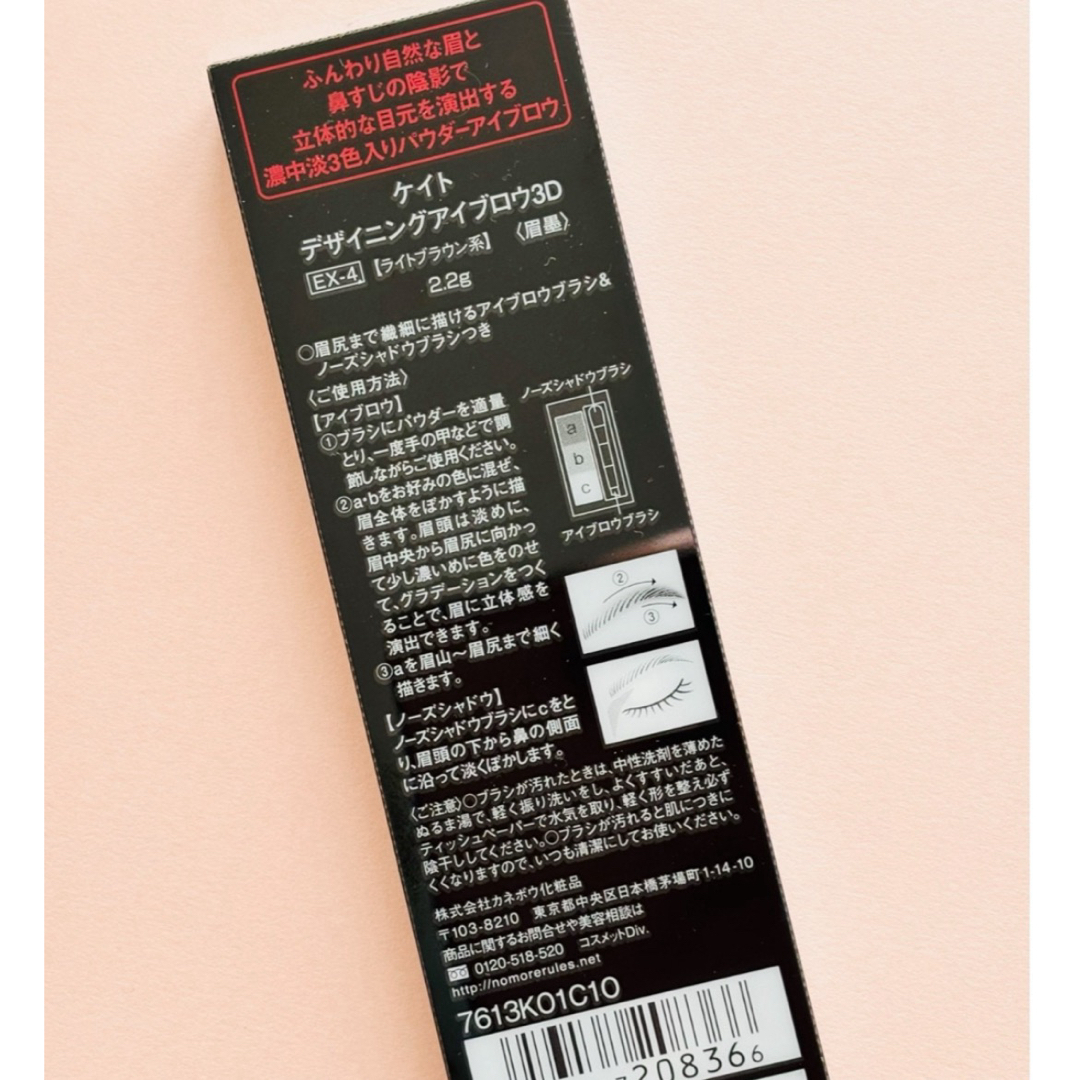 ふんわり自然な眉と
鼻すじの陰影で
立体的な目元を演出する
濃中淡3色入りパウダーアイブロウ
ケイト
デザイニングアイブロウ3D
EX-4 【ライトブラウン系】 〈眉墨〉
2.2g
○眉尻まで繊細に描けるアイブロウブラシ&
ノーズシャドウブラシつき
〈ご使用方法〉
【アイブロウ】
①ブラシにパウダーを適量
とり、一度手の甲などで調
節しながらご使用ください。
②a・bをお好みの色に混ぜ、
眉全体をぼかすように描
きます。眉頭は淡めに、
眉中央から眉尻に向かっ
て少し濃いめに色をのせ
て、グラデーションをつく
ることで、眉に立体感を
演出できます。
③aを眉山～眉尻まで細く
描きます。
【ノーズシャドウ】
ノーズシャドウブラシにcをと
り、眉頭の下から鼻の側面
に沿って淡くぼかします。
ノーズシャドウブラシ
a
b
c
アイブロウブラシ
②
③
〈ご注意〉○ブラシが汚れたときは、中性洗剤を薄めた
ぬるま湯で、軽く振り洗いをし、よくすすいだあと、
ティッシュペーパーで水気を取り、軽く形を整え必ず
陰干ししてください。○ブラシが汚れると肌につきに
くくなりますので、いつも清潔にしてお使いください。
株式会社カネボウ化粧品
〒103-8210 東京都中央区日本橋茅場町1-14-10
商品に関するお問合せや美容相談は
0120-518-520 コスメットDiv.
http://nomorerules.net
7613K01C10
208366